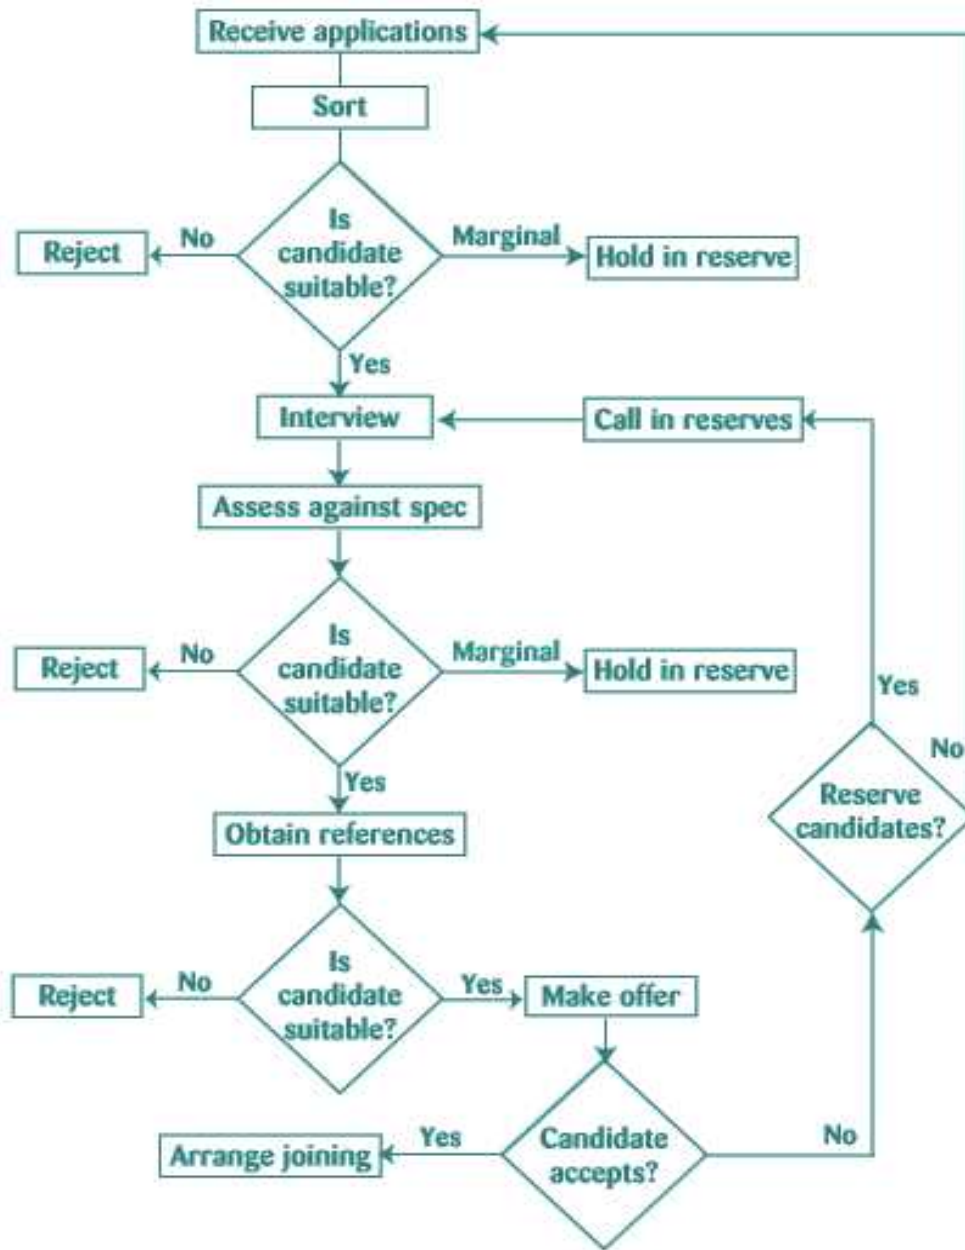 Receive applications
Sort
Is
candidate
suitable?
No
Reject
Marginal
Hold in reserve
Yes
Interview
Call in reserves
Assess against spec
Is
candidate
suitable?
No
Reject
Marginal
Hold in reserve
Yes
Yes
No
Reserve
candidates?
Obtain references
Is
candidate
suitable?
No
Reject
Yes
Make offer
Candidate
accepts?
Yes
Arrange joining
No